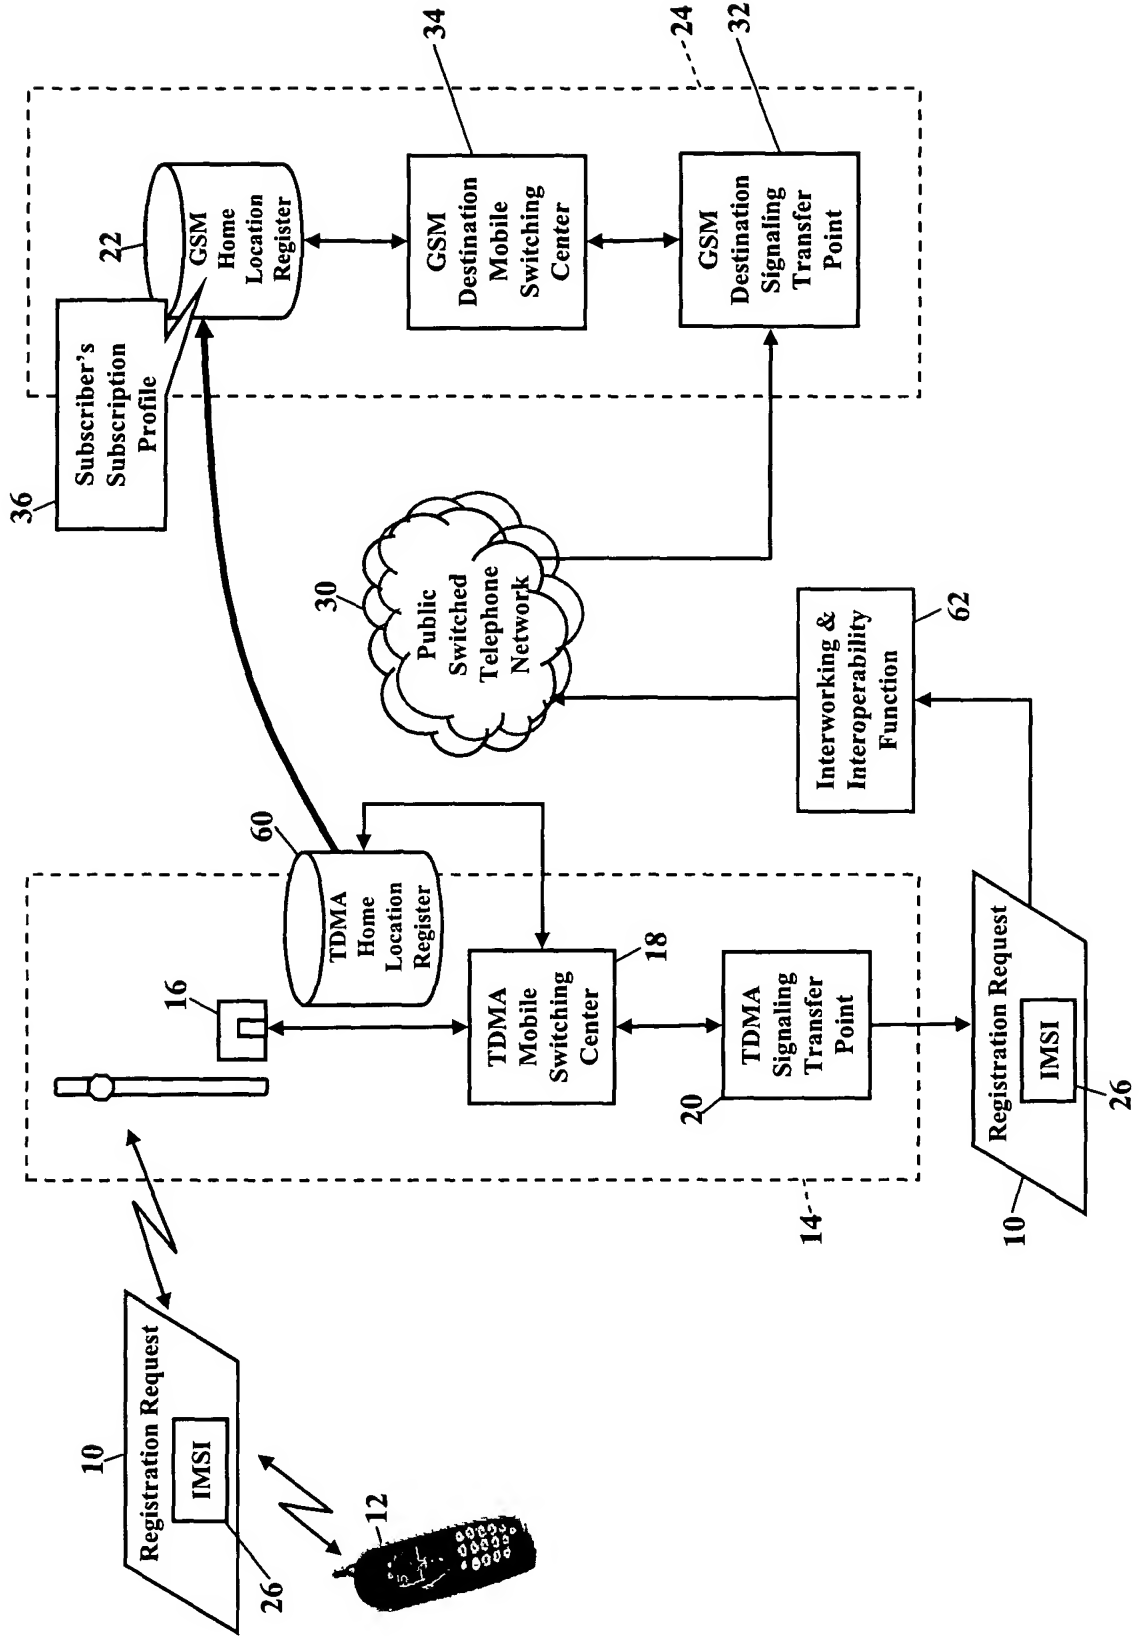 10
Registration Request
IMSI
26
12
16
TDMA
Home
Location
Register
60
TDMA
Mobile
Switching
Center
18
TDMA
Signaling
Transfer
Point
20
14
Registration Request
IMSI
10
26
Interworking &
Interoperability
Function
62
30
Public
Switched
Telephone
Network
36
Subscriber's
Subscription
Profile
22
GSM
Home
Location
Register
GSM
Destination
Mobile
Switching
Center
34
GSM
Destination
Signaling
Transfer
Point
24
32